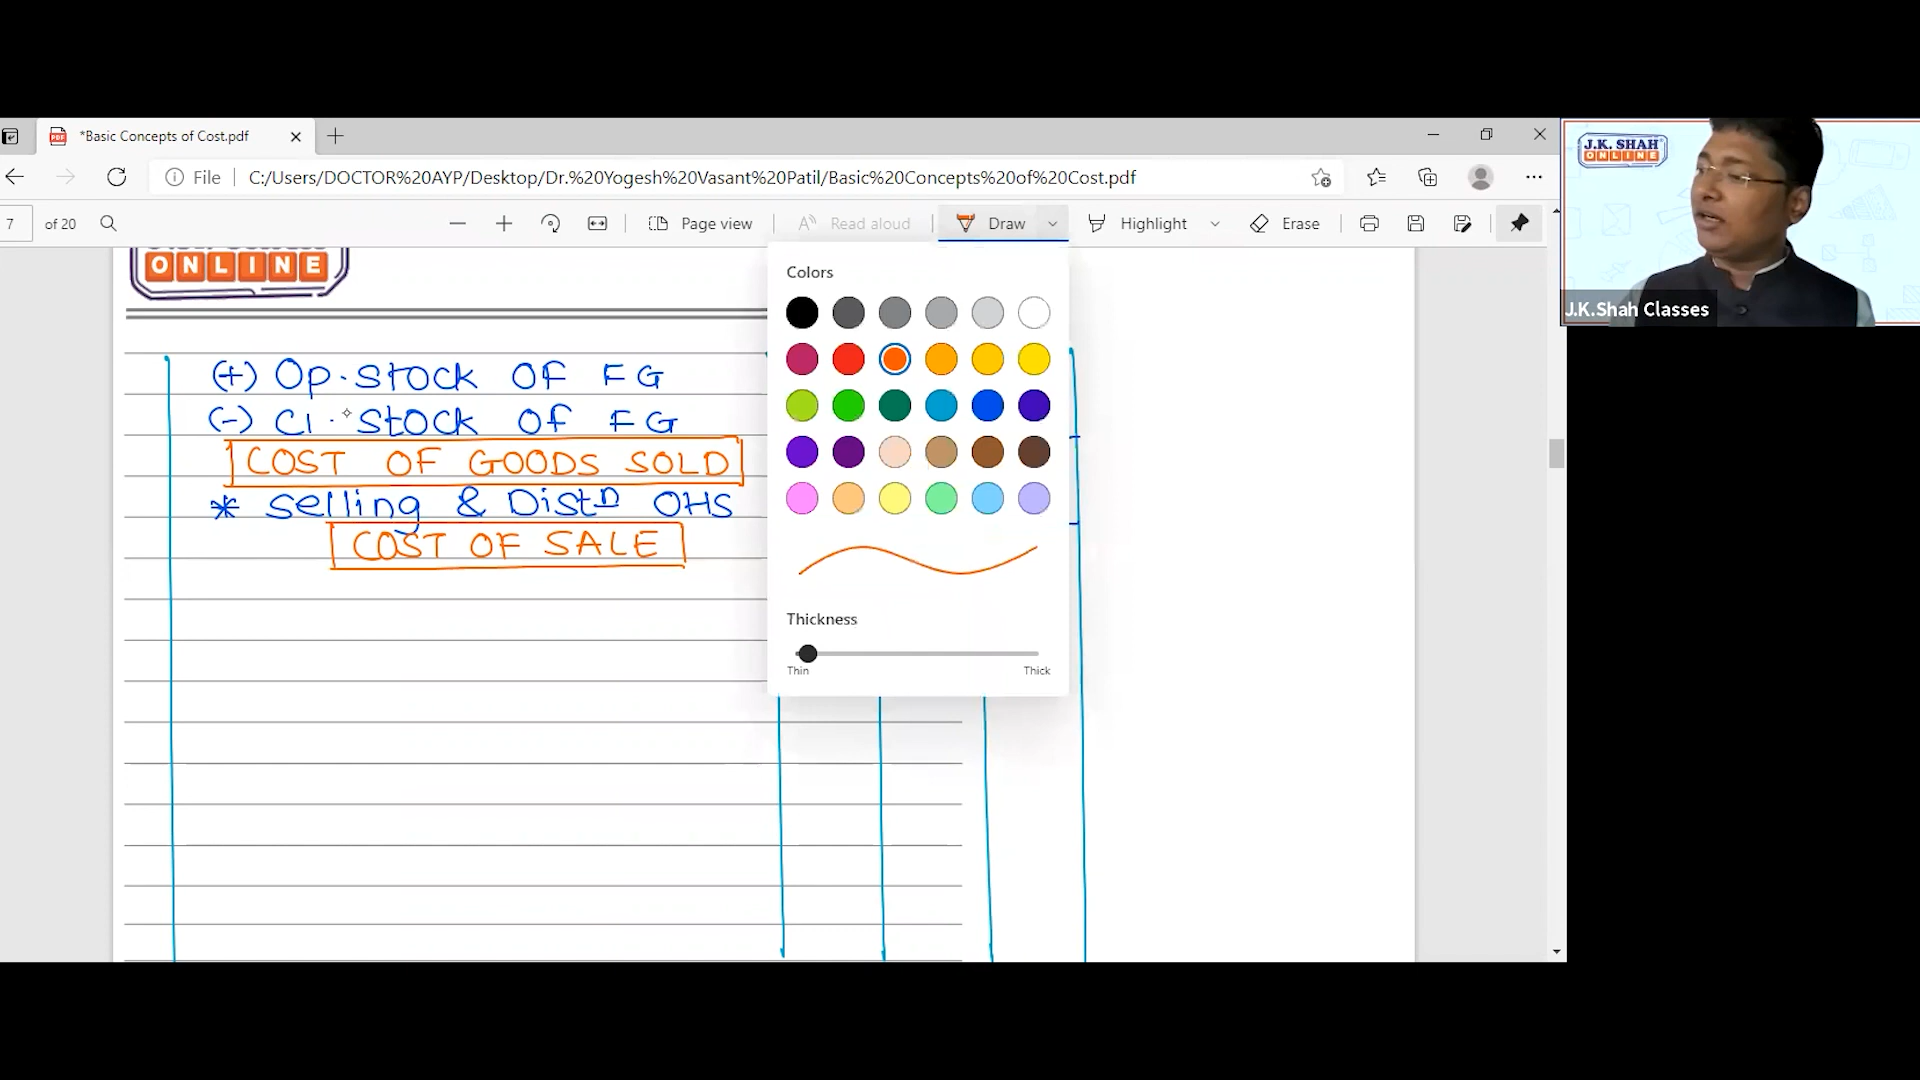 *Basic Concepts of Cost.pdf
File C:/Users/DOCTOR%20AYP/Desktop/Dr.%20Yogesh%20Vasant%20Patil/Basic%20Concepts%20of%20Cost.pdf
7 of 20 Page view Read aloud Draw Highlight Erase
J.K. SHAH
ONLINE
J.K.Shah Classes
ONLINE
(+) Op. Stock OF FG
(-) Cl. Stock Of FG
COST OF GOODS SOLD
* Selling & Distn OHS
COST OF SALE
Colors
Thickness
Thin Thick